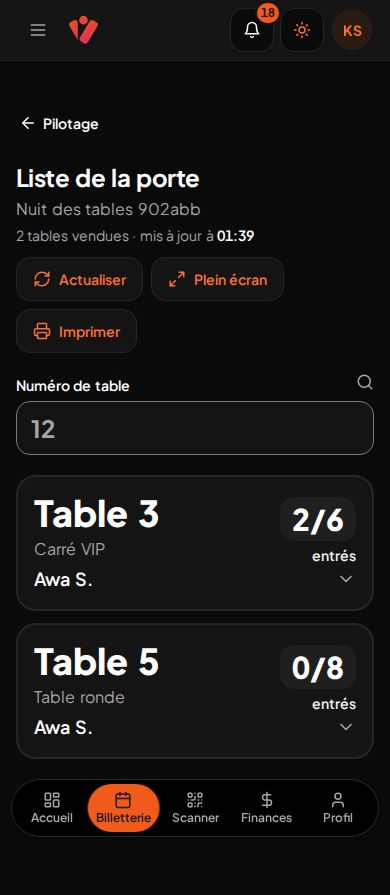 18
KS
Pilotage
Liste de la porte
Nuit des tables 902abb
2 tables vendues · mis à jour à 01:39
Actualiser
Plein écran
Imprimer
Numéro de table
12
Table 3
2/6
Carré VIP
entrés
Awa S.
Table 5
0/8
Table ronde
entrés
Awa S.
Accueil
Billetterie
Scanner
Finances
Profil